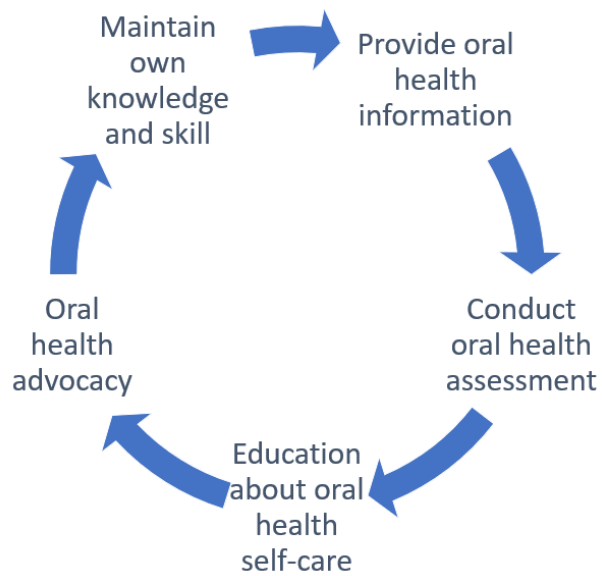 Maintain
own
knowledge
and skill
Provide oral
health
information
Conduct
oral health
assessment
Education
about oral
health
self-care
Oral
health
advocacy